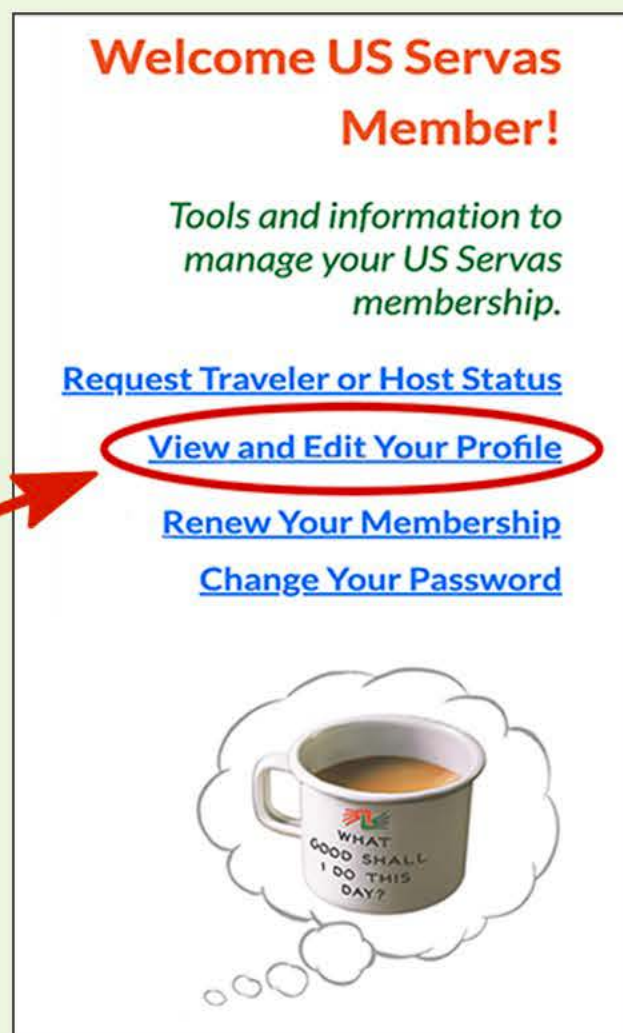 Welcome US Servas
Member!
Tools and information to
manage your US Servas
membership.
Request Traveler or Host Status
View and Edit Your Profile
Renew Your Membership
Change Your Password
WHAT
GOOD SHALL
I DO THIS
DAY?